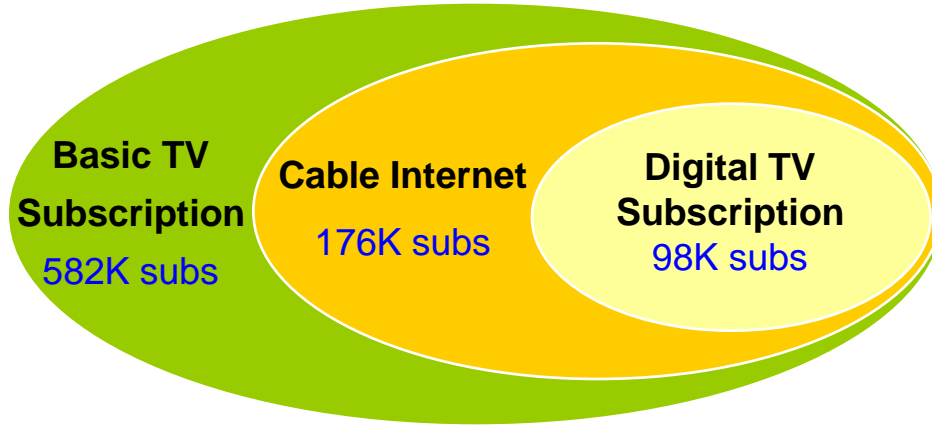 Basic TV
Subscription
582K subs
Cable Internet
176K subs
Digital TV
Subscription
98K subs